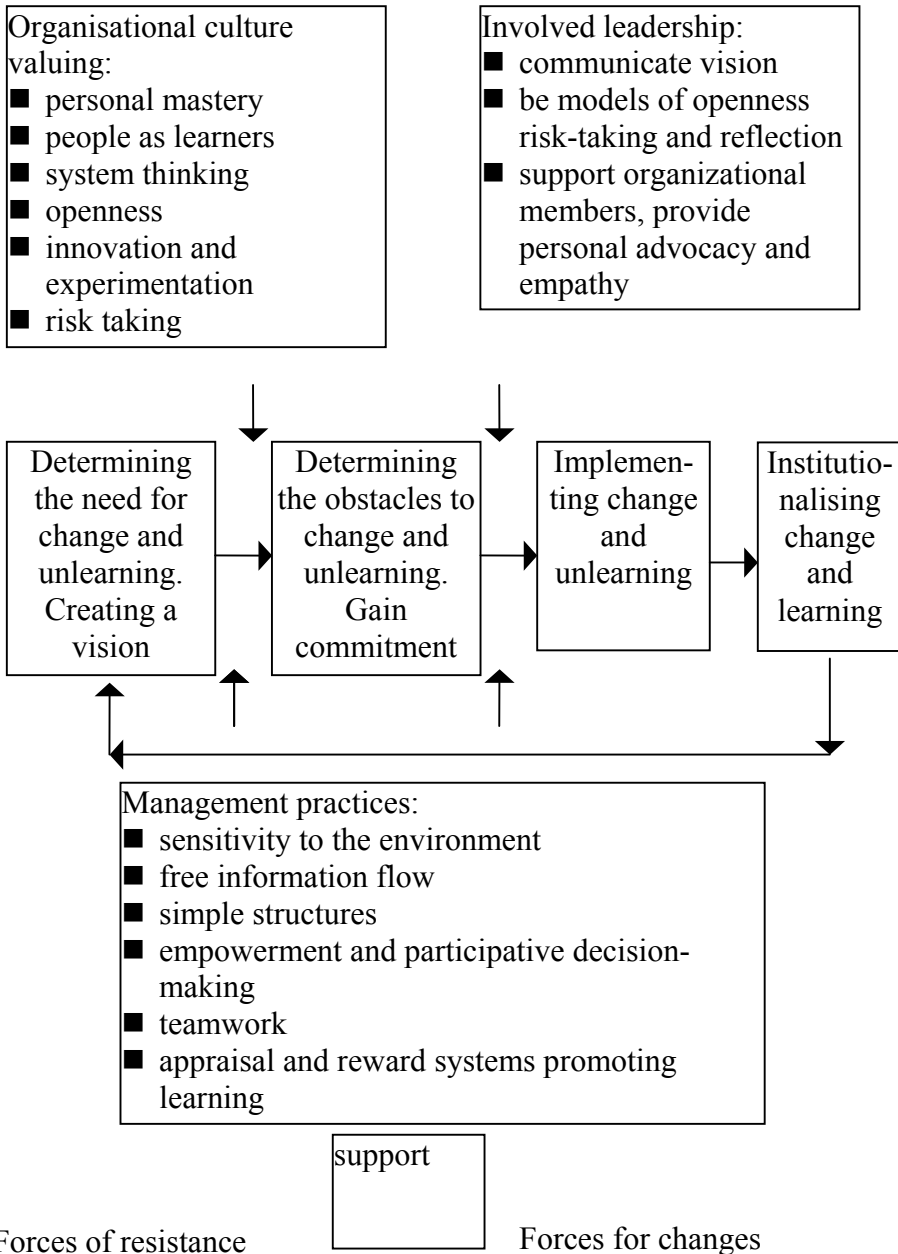 Organisational culture
valuing:
■ personal mastery
■ people as learners
■ system thinking
■ openness
■ innovation and
experimentation
■ risk taking
Involved leadership:
■ communicate vision
■ be models of openness
risk-taking and reflection
■ support organizational
members, provide
personal advocacy and
empathy
Determining
the need for
change and
unlearning.
Creating a
vision
Determining
the obstacles to
change and
unlearning.
Gain
commitment
Implemen-
ting change
and
unlearning
Institutio-
nalising
change
and
learning
Management practices:
■ sensitivity to the environment
■ free information flow
■ simple structures
■ empowerment and participative decision-
making
■ teamwork
■ appraisal and reward systems promoting
learning
support
Forces of resistance
Forces for changes